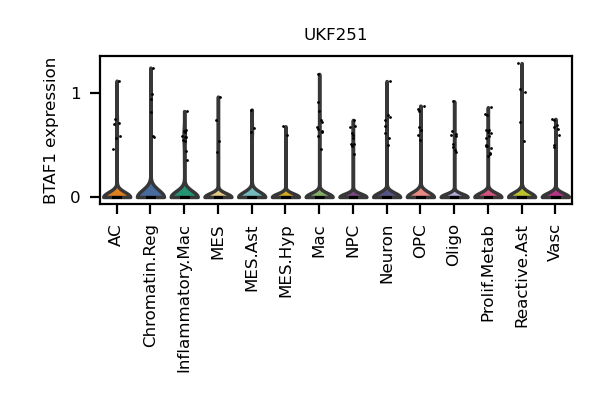 UKF251
BTAF1 expression
1
0
AC
Chromatin.Reg
Inflammatory.Mac
MES
MES.Ast
MES.Hyp
Mac
NPC
Neuron
OPC
Oligo
Prolif.Metab
Reactive.Ast
Vasc